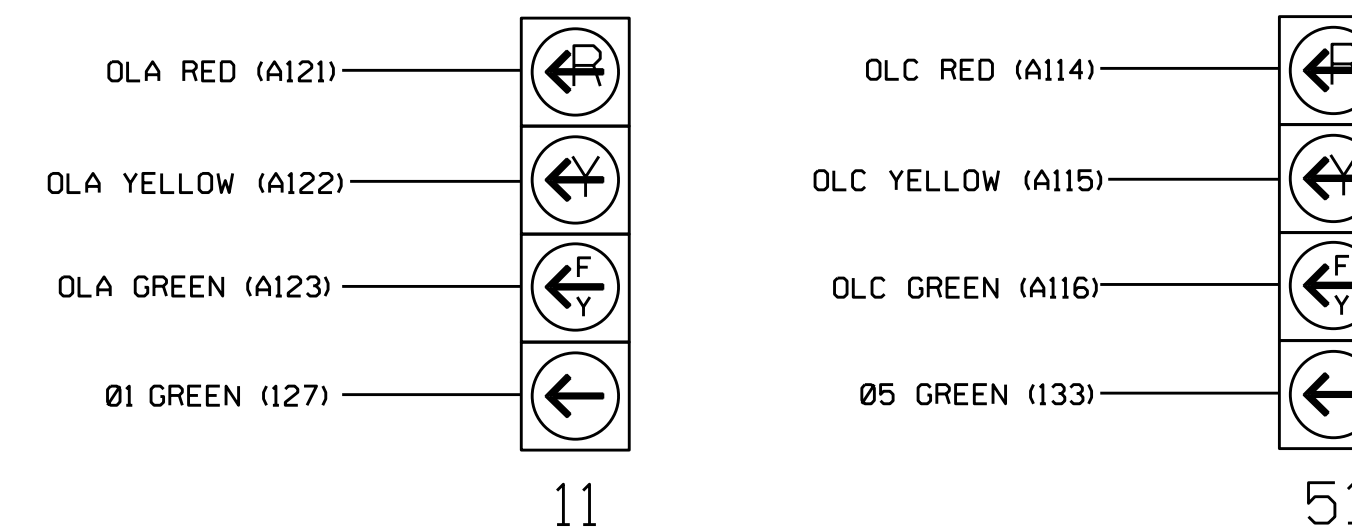 OLA RED (A121)
R
OLA YELLOW (A122)
Y
OLA GREEN (A123)
F
Y
Ø1 GREEN (127)
11
OLC RED (A114)
R
OLC YELLOW (A115)
Y
OLC GREEN (A116)
F
Y
Ø5 GREEN (133)
51